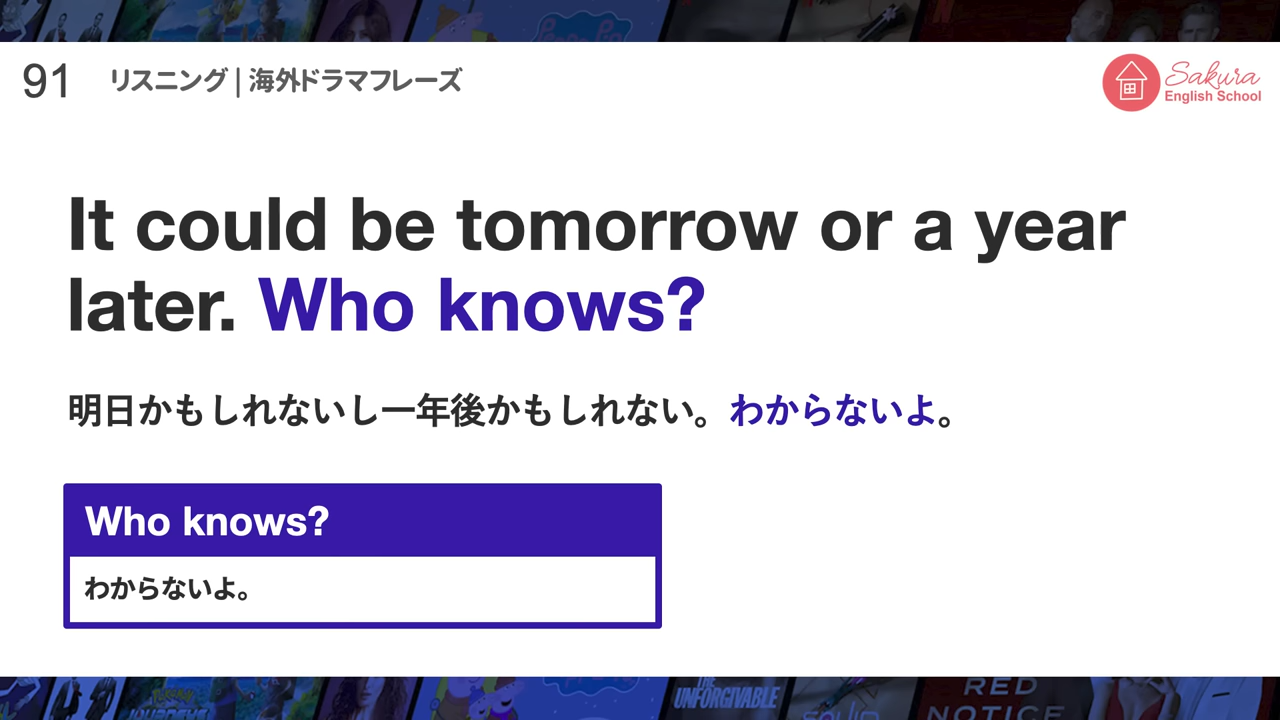 91
リスニング | 海外ドラマフレーズ
Sakura
English School
It could be tomorrow or a year
later. Who knows?
明日かもしれないし一年後かもしれない。わからないよ。
Who knows?
わからないよ。
POKÉMON
JOURNEYS
THE
UNFORGIVABLE
RED
NOTICE